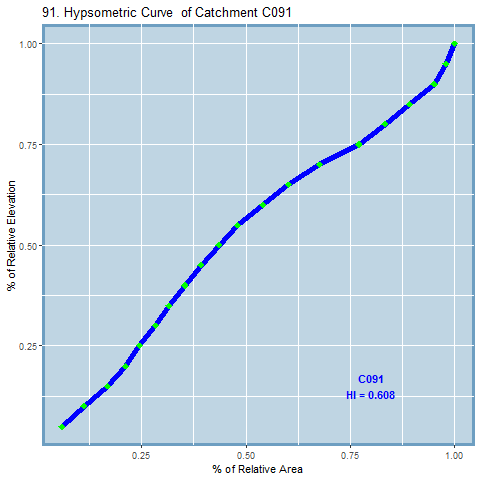 91. Hypsometric Curve  of Catchment C091
1.00
0.75
0.50
0.25
% of Relative Elevation
C091
HI = 0.608
0.25 0.50 0.75 1.00
% of Relative Area